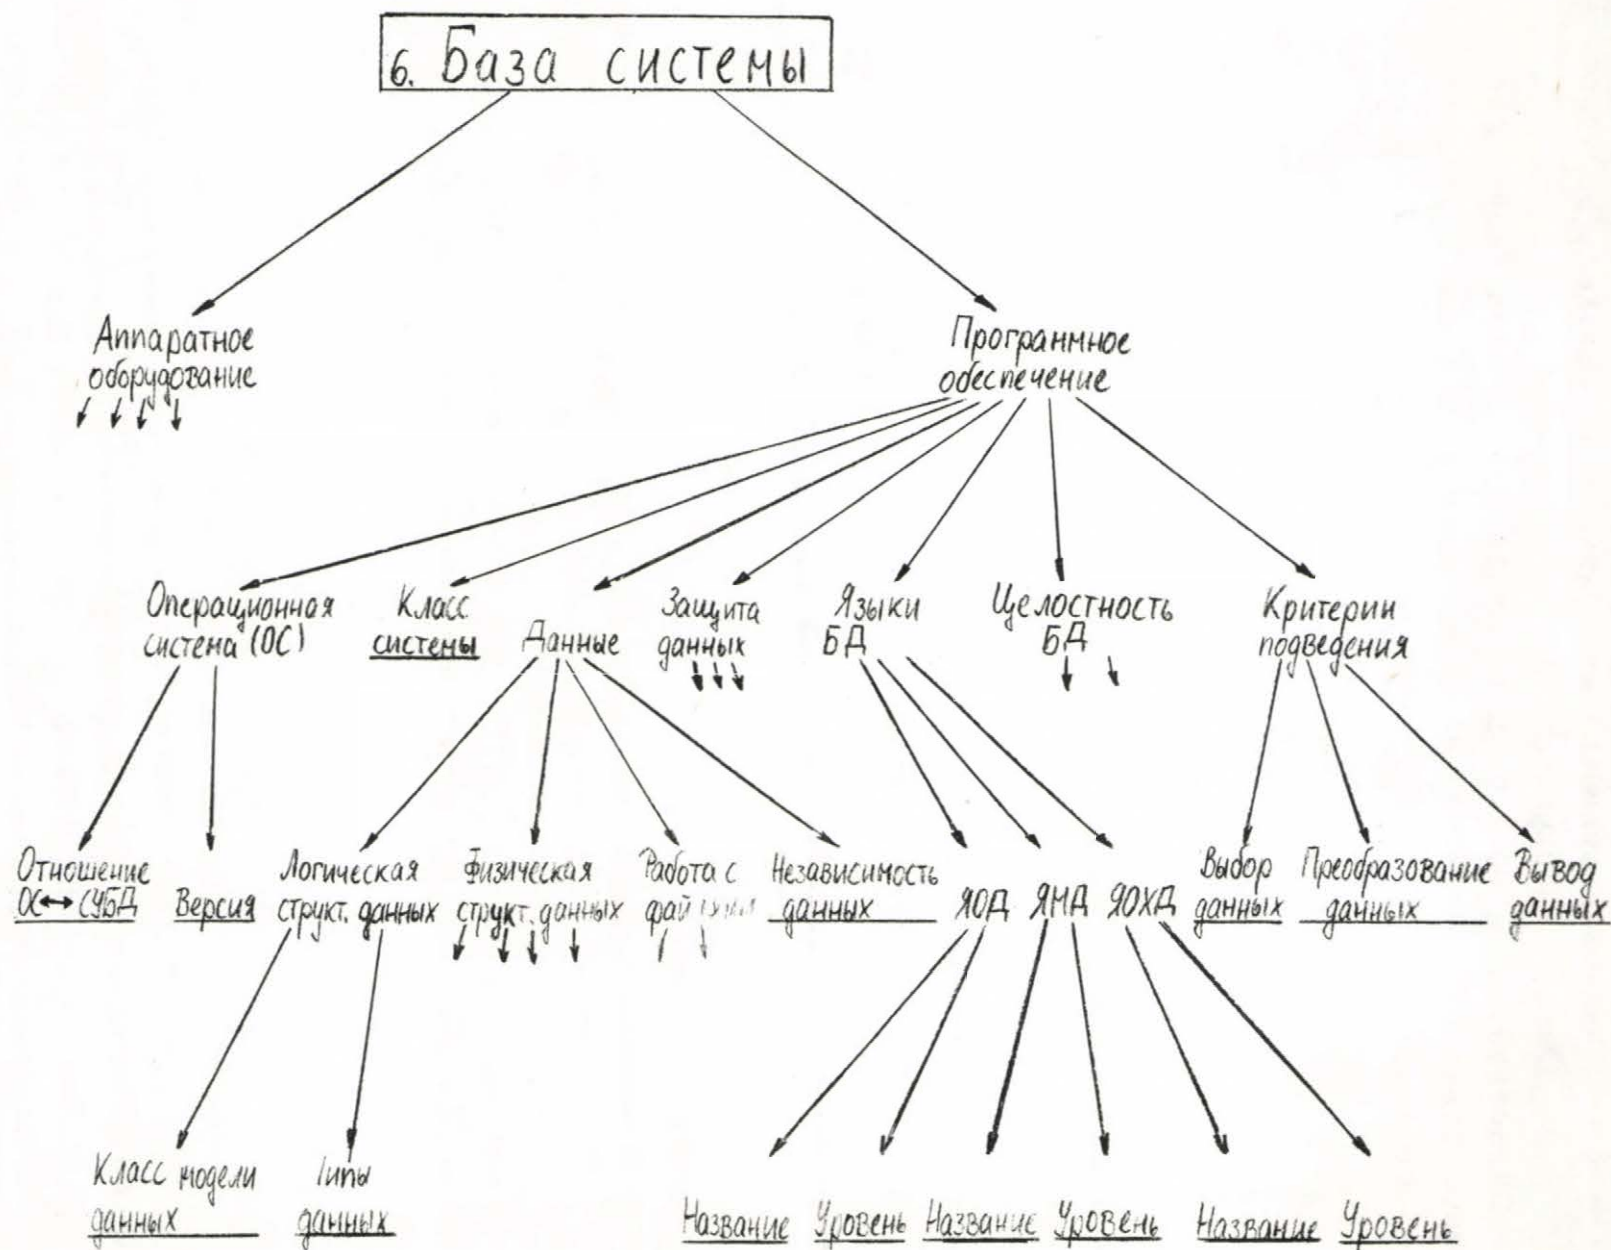 6. База системы
Аппаратное
оборудование
Программное
обеспечение
Операционная
система (ОС)
Класс
системы
Данные
Защита
данных
Языки
БД
Целостность
БД
Критерии
подведения
Отношение
ОС↔СУБД
Версия
Логическая
структ. данных
Физическая
структ. данных
Работа с
Независимость
данных
ЯОД
ЯМД
ЯОХД
Выбор
данных
Преобразование
данных
Вывод
данных
Класс модели
данных
Типы
данных
Название
Уровень
Название
Уровень
Название
Уровень